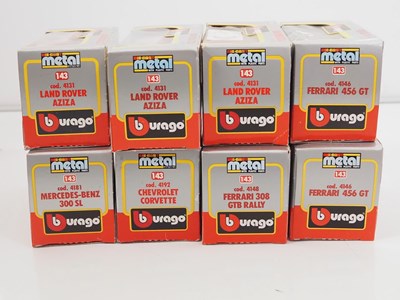 metal
1:43
cod. 4131
LAND ROVER
AZIZA
burago
metal
1:43
cod. 4131
LAND ROVER
AZIZA
burago
metal
1:43
cod. 4131
LAND ROVER
AZIZA
burago
metal
1:43
cod. 4146
FERRARI 456 GT
burago
metal
1:43
cod. 4181
MERCEDES-BENZ
300 SL
burago
metal
1:43
cod. 4192
CHEVROLET
CORVETTE
burago
metal
1:43
cod. 4148
FERRARI 308
GTB RALLY
burago
metal
1:43
cod. 4146
FERRARI 456 GT
burago